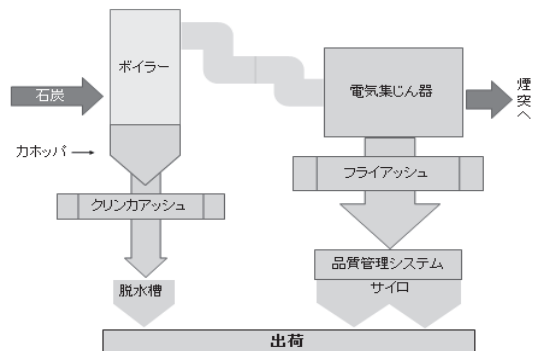 ボイラー
石炭
電気集じん器
煙突へ
カホッパ
クリンカアッシュ
フライアッシュ
品質管理システム
脱水槽
サイロ
出荷